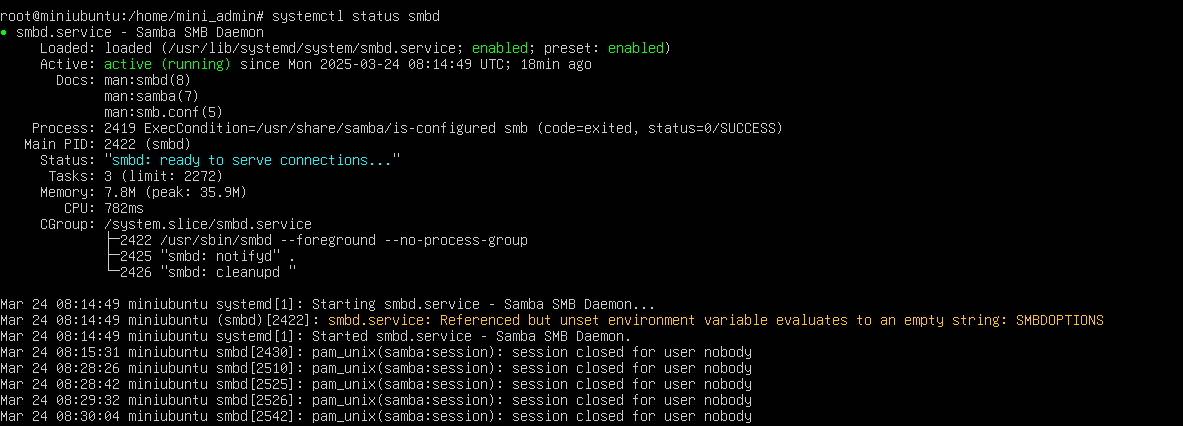 root@miniubuntu:/home/mini_admin# systemctl status smbd
● smbd.service - Samba SMB Daemon
     Loaded: loaded (/usr/lib/systemd/system/smbd.service; enabled; preset: enabled)
     Active: active (running) since Mon 2025-03-24 08:14:49 UTC; 18min ago
       Docs: man:smbd(8)
             man:samba(7)
             man:smb.conf(5)
    Process: 2419 ExecCondition=/usr/share/samba/is-configured smb (code=exited, status=0/SUCCESS)
   Main PID: 2422 (smbd)
     Status: "smbd: ready to serve connections..."
      Tasks: 3 (limit: 2272)
     Memory: 7.8M (peak: 35.9M)
        CPU: 782ms
     CGroup: /system.slice/smbd.service
             ├─2422 /usr/sbin/smbd --foreground --no-process-group
             ├─2425 "smbd: notifyd" .
             └─2426 "smbd: cleanupd "
Mar 24 08:14:49 miniubuntu systemd[1]: Starting smbd.service - Samba SMB Daemon...
Mar 24 08:14:49 miniubuntu (smbd)[2422]: smbd.service: Referenced but unset environment variable evaluates to an empty string: SMBDOPTIONS
Mar 24 08:14:49 miniubuntu systemd[1]: Started smbd.service - Samba SMB Daemon.
Mar 24 08:15:31 miniubuntu smbd[2430]: pam_unix(samba:session): session closed for user nobody
Mar 24 08:28:26 miniubuntu smbd[2510]: pam_unix(samba:session): session closed for user nobody
Mar 24 08:28:42 miniubuntu smbd[2525]: pam_unix(samba:session): session closed for user nobody
Mar 24 08:29:32 miniubuntu smbd[2526]: pam_unix(samba:session): session closed for user nobody
Mar 24 08:30:04 miniubuntu smbd[2542]: pam_unix(samba:session): session closed for user nobody